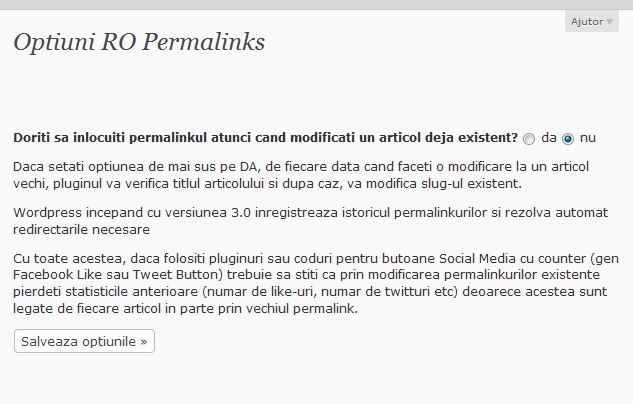 Ajutor
Optiuni RO Permalinks
Doriti sa inlocuiti permalinkul atunci cand modificati un articol deja existent? da nu
Daca setati optiunea de mai sus pe DA, de fiecare data cand faceti o modificare la un articol
vechi, pluginul va verifica titlul articolului si dupa caz, va modifica slug-ul existent.
Wordpress incepand cu versiunea 3.0 inregistreaza istoricul permalinkurilor si rezolva automat
redirectarile necesare
Cu toate acestea, daca folositi pluginuri sau coduri pentru butoane Social Media cu counter (gen
Facebook Like sau Tweet Button) trebuie sa stiti ca prin modificarea permalinkurilor existente
pierdeti statisticile anterioare (numar de like-uri, numar de twitturi etc) deoarece acestea sunt
legate de fiecare articol in parte prin vechiul permalink.
Salveaza optiunile »